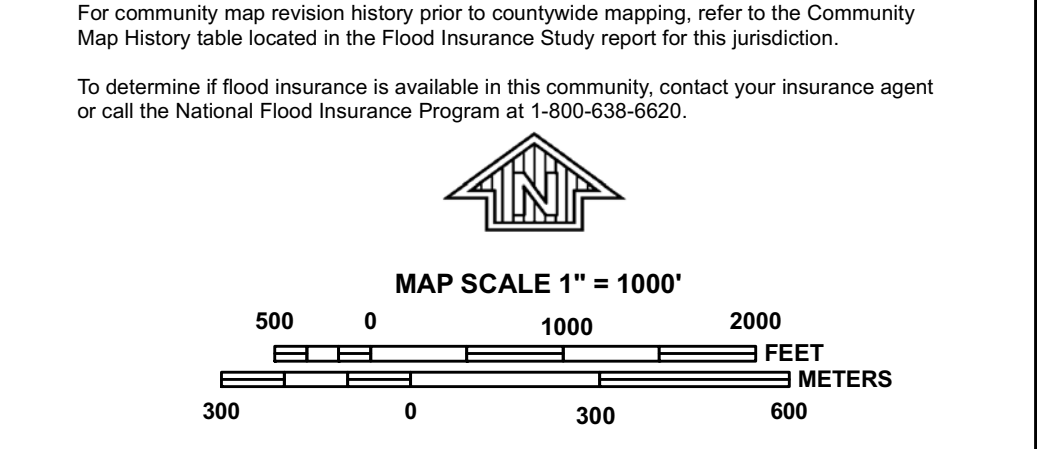 For community map revision history prior to countywide mapping, refer to the Community
Map History table located in the Flood Insurance Study report for this jurisdiction.
To determine if flood insurance is available in this community, contact your insurance agent
or call the National Flood Insurance Program at 1-800-638-6620.
N
MAP SCALE 1" = 1000'
500 0 1000 2000
FEET
METERS
300 0 300 600